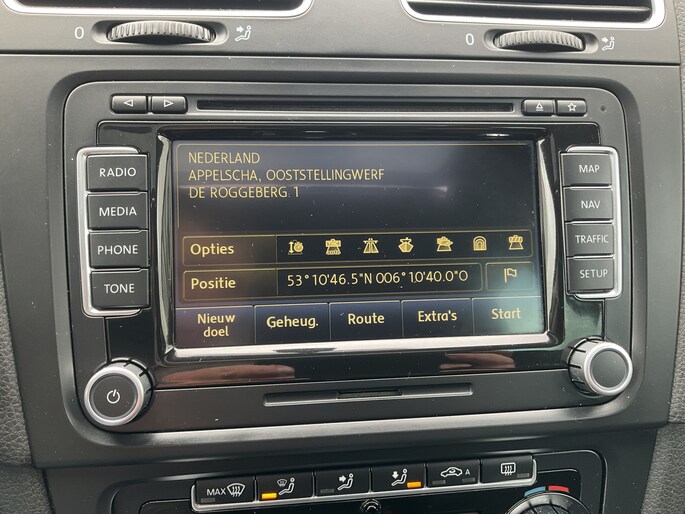 0
0
RADIO
MEDIA
PHONE
TONE
NEDERLAND
APPELSCHA, OOSTSTELLINGWERF
DE ROGGEBERG 1
Opties
Positie 53°10'46.5"N 006°10'40.0"O
Nieuw doel Geheug. Route Extra's Start
MAP
NAV
TRAFFIC
SETUP
MAX
A